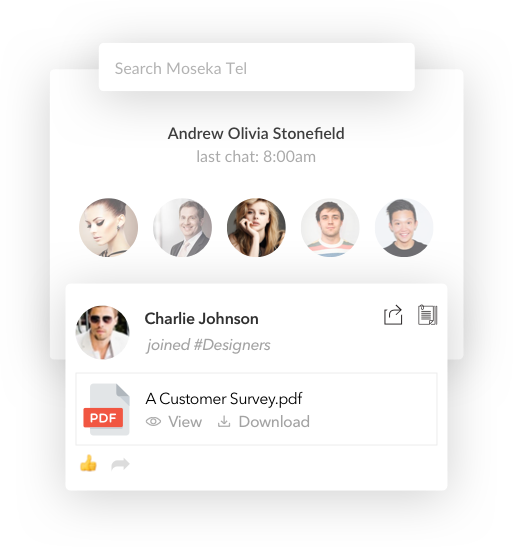 Search Moseka Tel
Andrew Olivia Stonefield
last chat: 8:00am
Charlie Johnson
joined #Designers
PDF
A Customer Survey.pdf
View Download